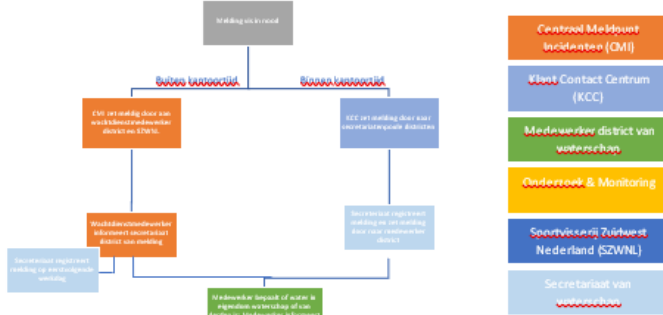 Melding vis in nood
Buiten kantoortijd
Binnen kantoortijd
CMI zet melding door aan
wachtdienstmedewerker
district en SZWNL.
KCC zet melding door naar
secretariaten districten
Wachtdienstmedewerker
informeert secretariaat
district van melding
Secretariaat registreert
melding op eerstvolgende
werkdag
Secretariaat registreert
melding en zet melding
door naar medewerker
district
Medewerker bepaalt of water in
eigendom waterschap of van
Centraal Meldpunt
Incidenten (CMI)
Klant Contact Centrum
(KCC)
Medewerker district van
waterschap
Onderzoek & Monitoring
Sportvisserij Zuidwest
Nederland (SZWNL)
Secretariaat van
waterschap